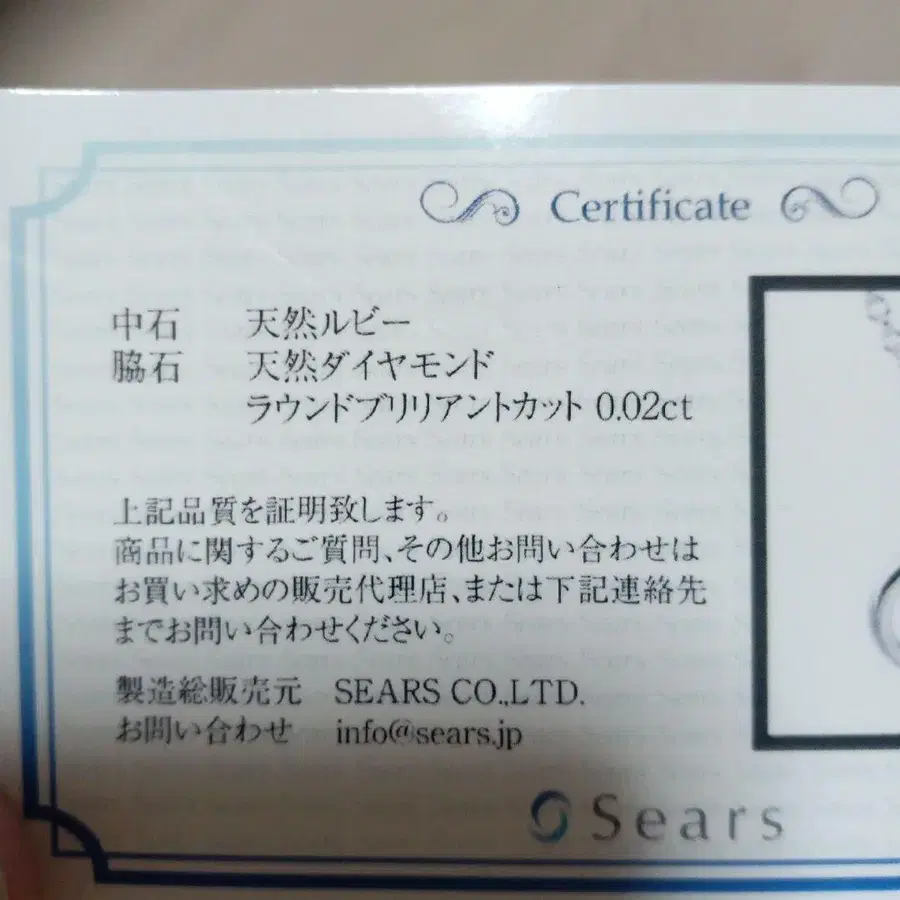 Certificate
中石 天然ルビー
脇石 天然ダイヤモンド
ラウンドブリリアントカット 0.02ct
上記品質を証明致します。
商品に関するご質問、その他お問い合わせは
お買い求めの販売代理店、または下記連絡先
までお問い合わせください。
製造総販売元 SEARS CO.,LTD.
お問い合わせ info@sears.jp
Sears